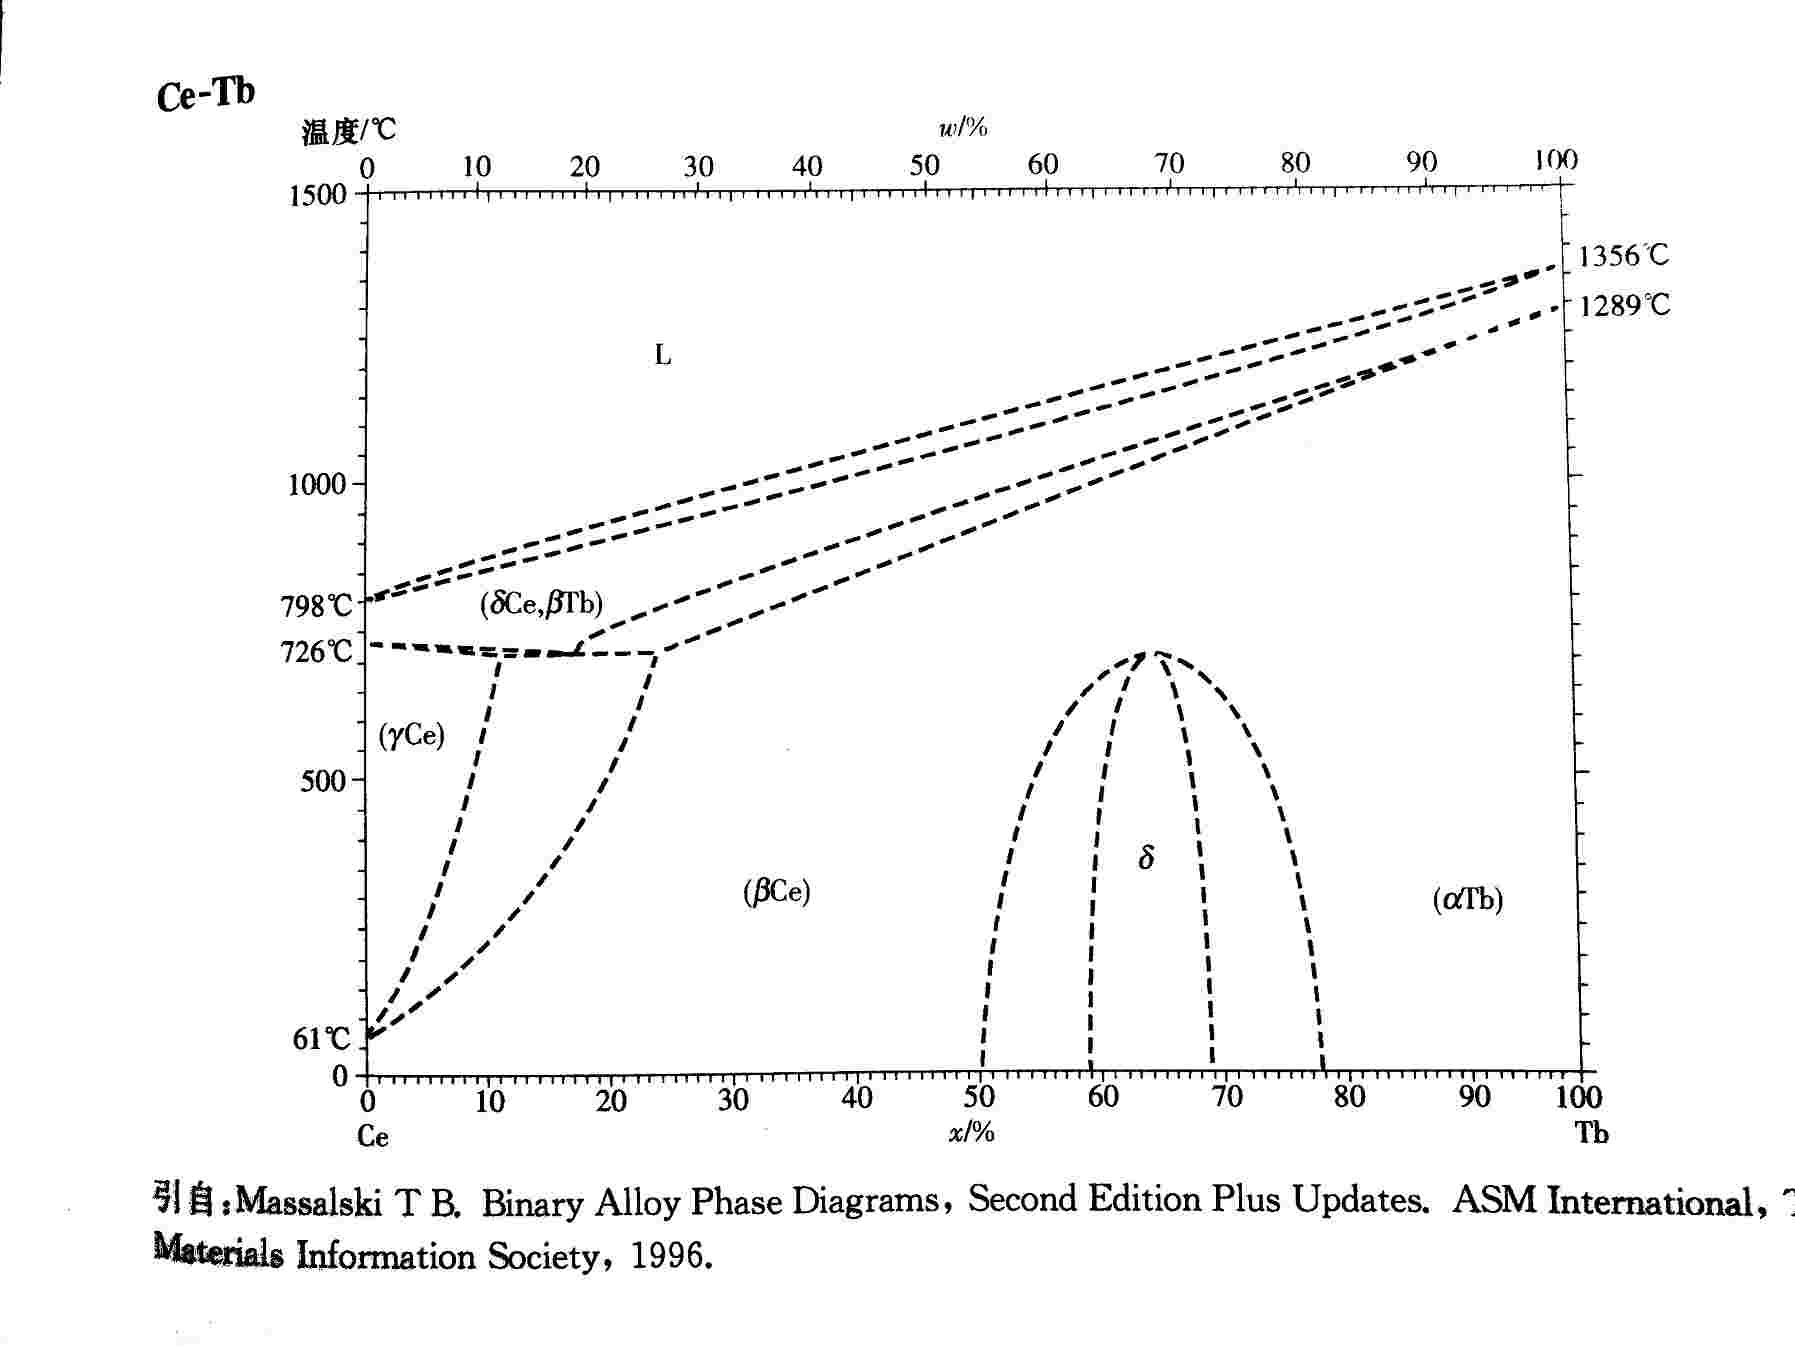 Ce-Tb
温度/℃
w/%
0 10 20 30 40 50 60 70 80 90 100
1500
1356℃
1289℃
L
1000
798℃
(δCe,βTb)
726℃
(γCe)
500
δ
(βCe)
(αTb)
61℃
0
0 10 20 30 40 50 60 70 80 90 100
Ce x/% Tb
引自:Massalski T B. Binary Alloy Phase Diagrams, Second Edition Plus Updates. ASM International,
Materials Information Society, 1996.